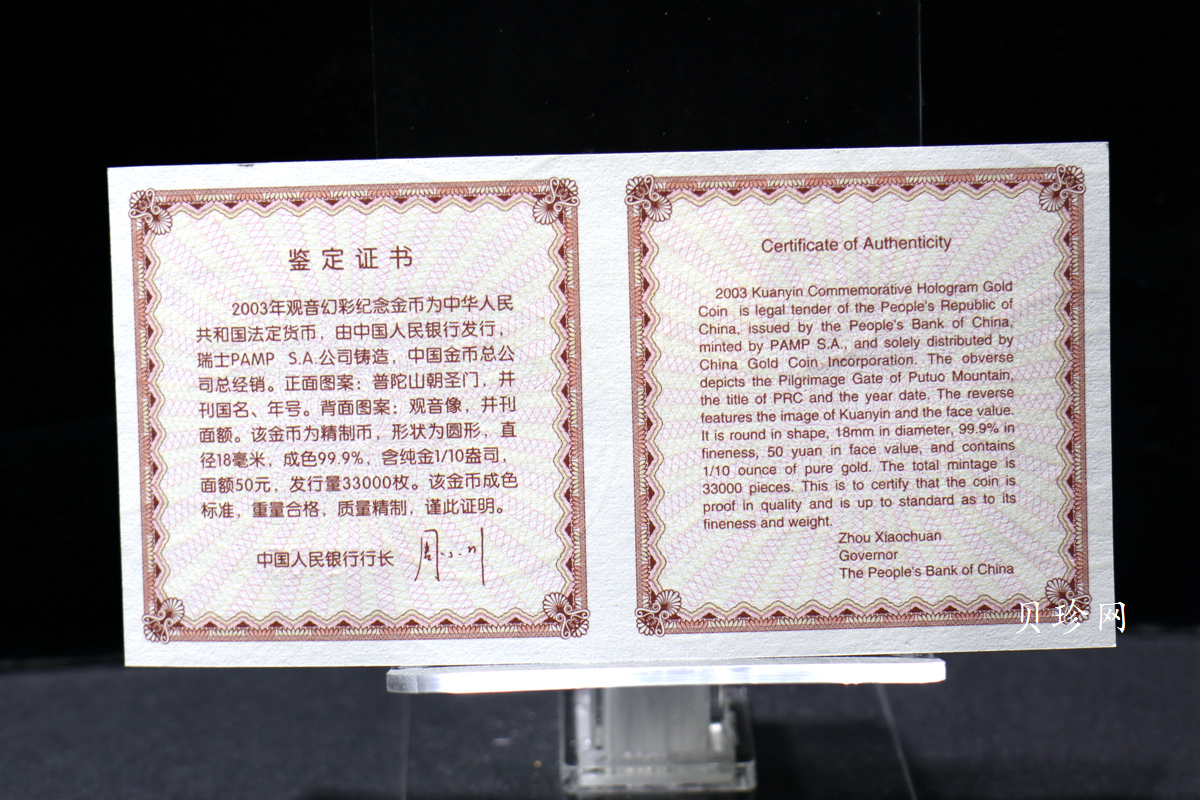 鉴定证书
2003年观音幻彩纪念金币为中华人民
共和国法定货币，由中国人民银行发行，
瑞士PAMP S.A.公司铸造，中国金币总公
司总经销。正面图案：普陀山朝圣门，并
刊国名、年号。背面图案：观音像，并刊
面额。该金币为精制币，形状为圆形，直
径18毫米，成色99.9%，含纯金1/10盎司，
面额50元，发行量33000枚。该金币成色
标准，重量合格，质量精制，谨此证明。
中国人民银行行长 周小川
Certificate of Authenticity
2003 Kuanyin Commemorative Hologram Gold
Coin is legal tender of the People's Republic of
China, issued by the People's Bank of China,
minted by PAMP S.A., and solely distributed by
China Gold Coin Incorporation. The obverse
depicts the Pilgrimage Gate of Putuo Mountain,
the title of PRC and the year date. The reverse
features the image of Kuanyin and the face value.
It is round in shape, 18mm in diameter, 99.9% in
fineness, 50 yuan in face value, and contains
1/10 ounce of pure gold. The total mintage is
33000 pieces. This is to certify that the coin is
proof in quality and is up to standard as to its
fineness and weight.
Zhou Xiaochuan
Governor
The People's Bank of China
贝珍网